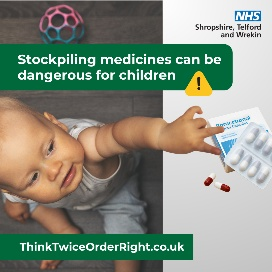 NHS
Shropshire, Telford
and Wrekin
Stockpiling medicines can be
dangerous for children
ThinkTwiceOrderRight.co.uk